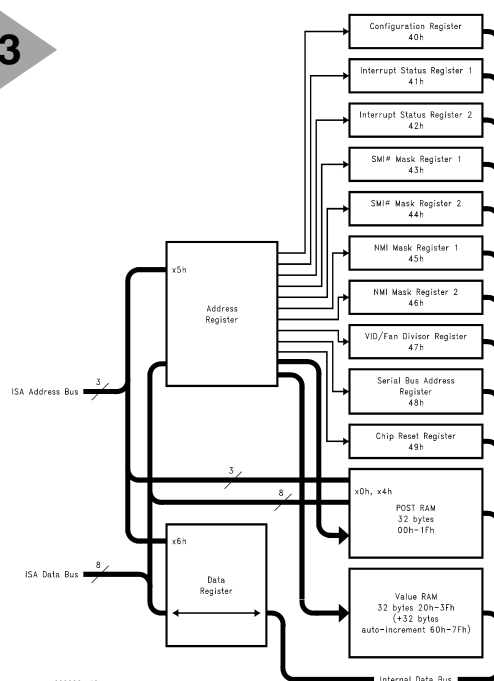 3
Configuration Register
40h
Interrupt Status Register 1
41h
Interrupt Status Register 2
42h
SMI# Mask Register 1
43h
SMI# Mask Register 2
44h
NMI Mask Register 1
45h
NMI Mask Register 2
46h
VID/Fan Divisor Register
47h
Serial Bus Address
Register
48h
Chip Reset Register
49h
x5h
Address
Register
3
ISA Address Bus
3
8
x0h, x4h
POST RAM
32 bytes
00h-1Fh
x6h
Data
Register
8
ISA Data Bus
Value RAM
32 bytes 20h-3Fh
(+32 bytes
auto-increment 60h-7Fh)
Internal Data Bus